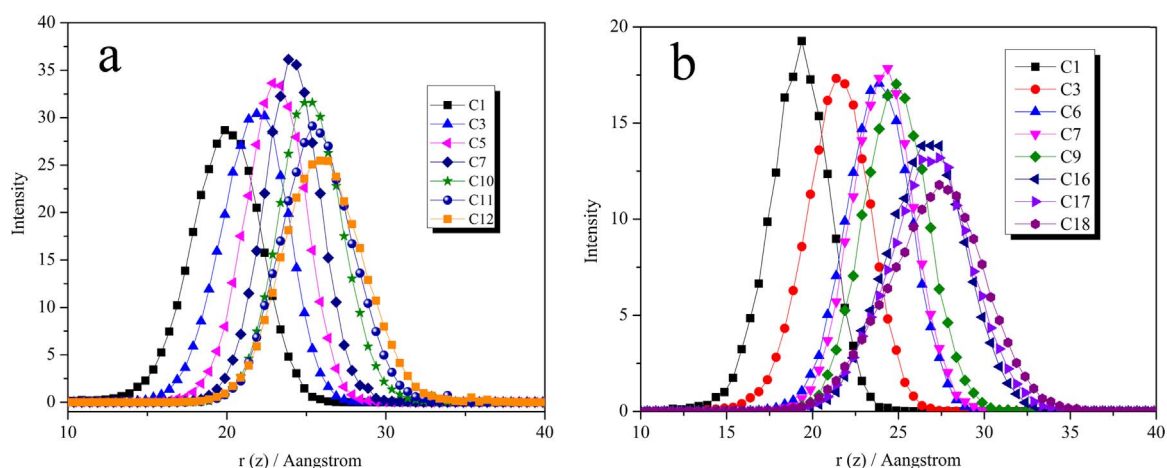 a
40
35
30
25
20
15
10
5
0
Intensity
10 20 30 40
r (z) / Aangstrom
C1
C3
C5
C7
C10
C11
C12
b
20
15
10
5
0
Intensity
10 15 20 25 30 35 40
r (z) / Aangstrom
C1
C3
C6
C7
C9
C16
C17
C18